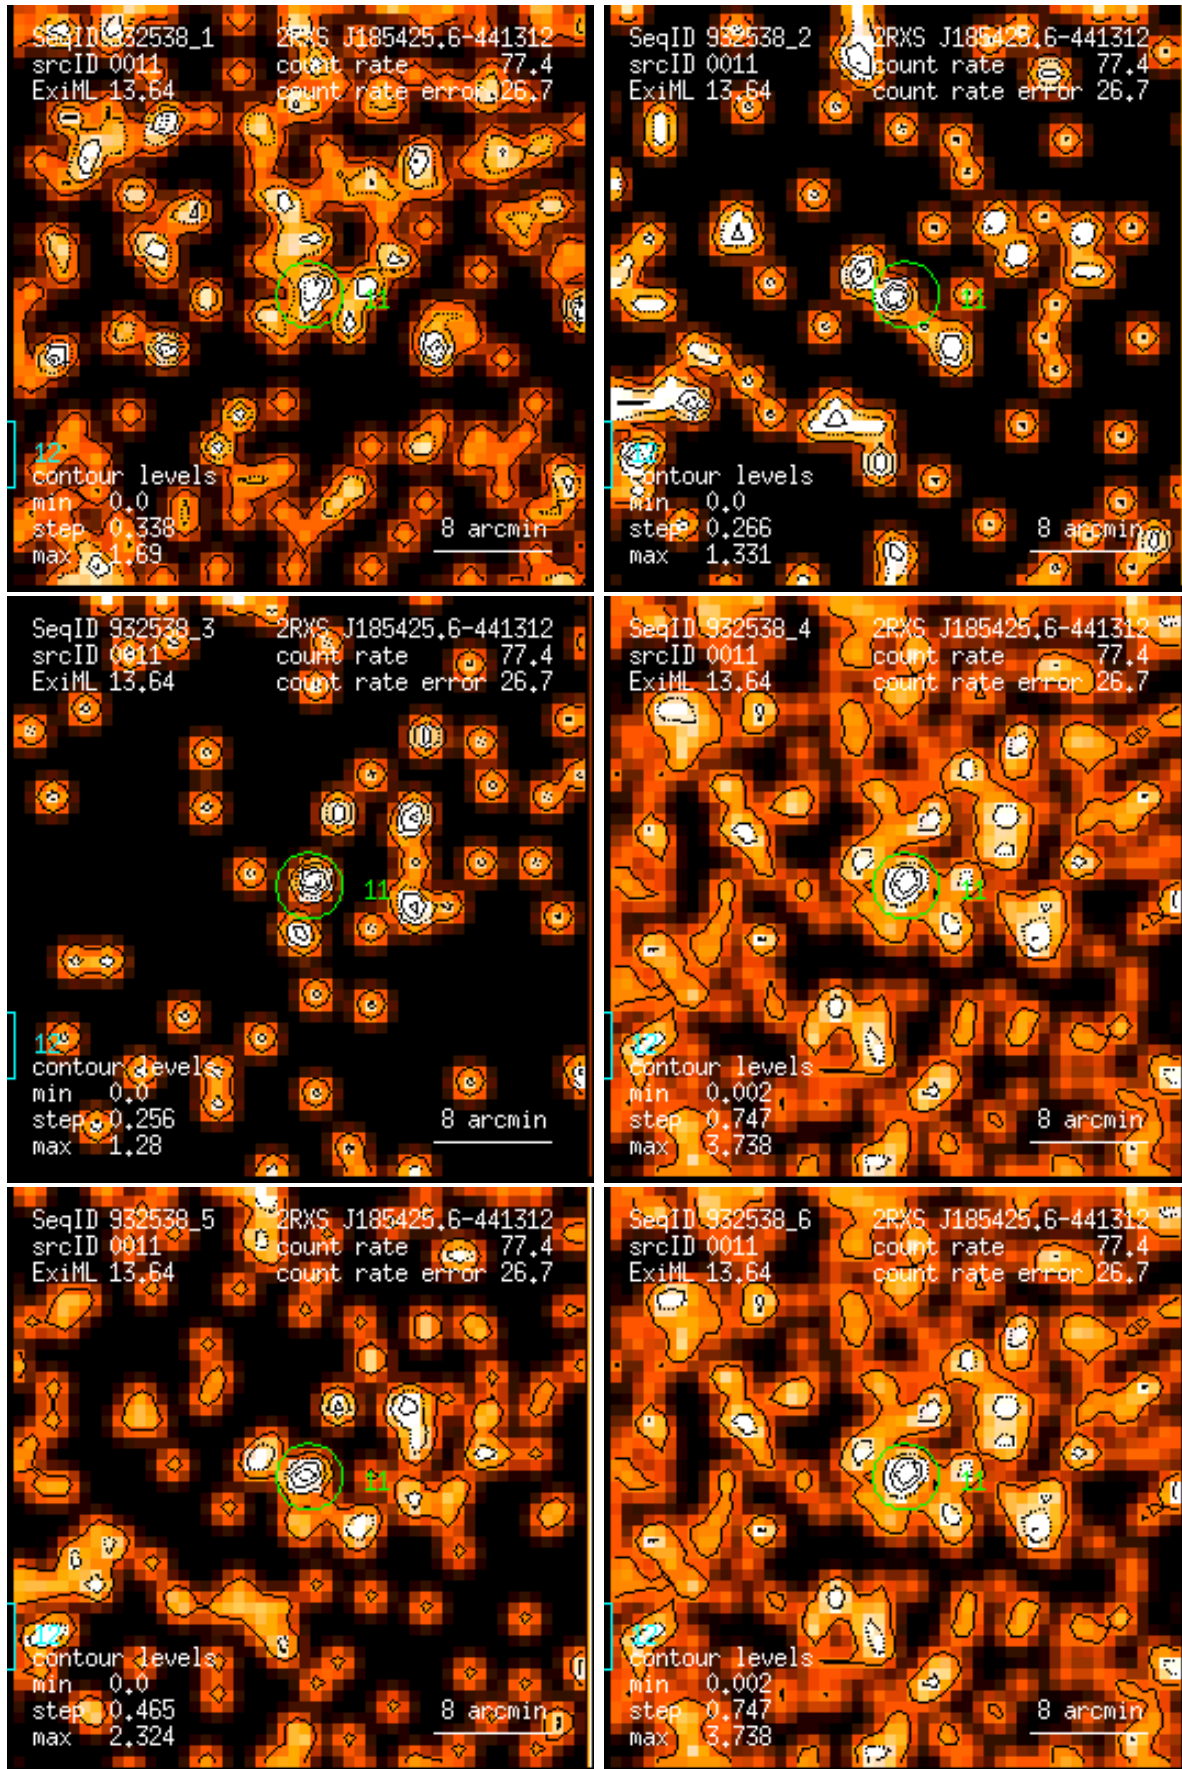 SeqID 932538_1 2RXS J185425.6-441312
srcID 0011 count rate 77.4
ExiML 13.64 count rate error 26.7
11
12
contour levels
min 0.0
step 0.338 8 arcmin
max 1.69
SeqID 932538_2 2RXS J185425.6-441312
srcID 0011 count rate 77.4
ExiML 13.64 count rate error 26.7
11
12
contour levels
min 0.0
step 0.266 8 arcmin
max 1.331
SeqID 932538_3 2RXS J185425.6-441312
srcID 0011 count rate 77.4
ExiML 13.64 count rate error 26.7
11
12
contour levels
min 0.0
step 0.256 8 arcmin
max 1.28
SeqID 932538_4 2RXS J185425.6-441312
srcID 0011 count rate 77.4
ExiML 13.64 count rate error 26.7
11
12
contour levels
min 0.002
step 0.747 8 arcmin
max 3.738
SeqID 932538_5 2RXS J185425.6-441312
srcID 0011 count rate 77.4
ExiML 13.64 count rate error 26.7
11
12
contour levels
min 0.0
step 0.465 8 arcmin
max 2.324
SeqID 932538_6 2RXS J185425.6-441312
srcID 0011 count rate 77.4
ExiML 13.64 count rate error 26.7
11
12
contour levels
min 0.002
step 0.747 8 arcmin
max 3.738